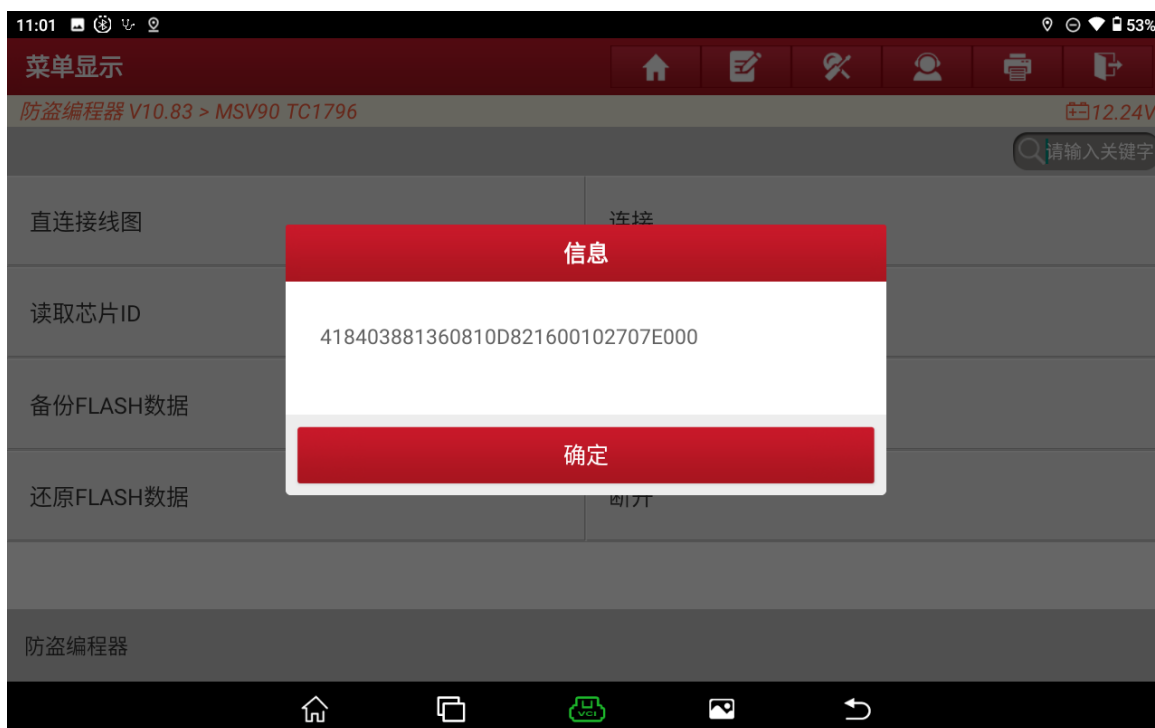 11:01
53%
菜单显示
防盗编程器 V10.83 > MSV90 TC1796
12.24V
请输入关键字
直连接线图
连接
信息
读取芯片ID
418403881360810D821600102707E000
备份FLASH数据
确定
还原FLASH数据
断开
防盗编程器
VCI